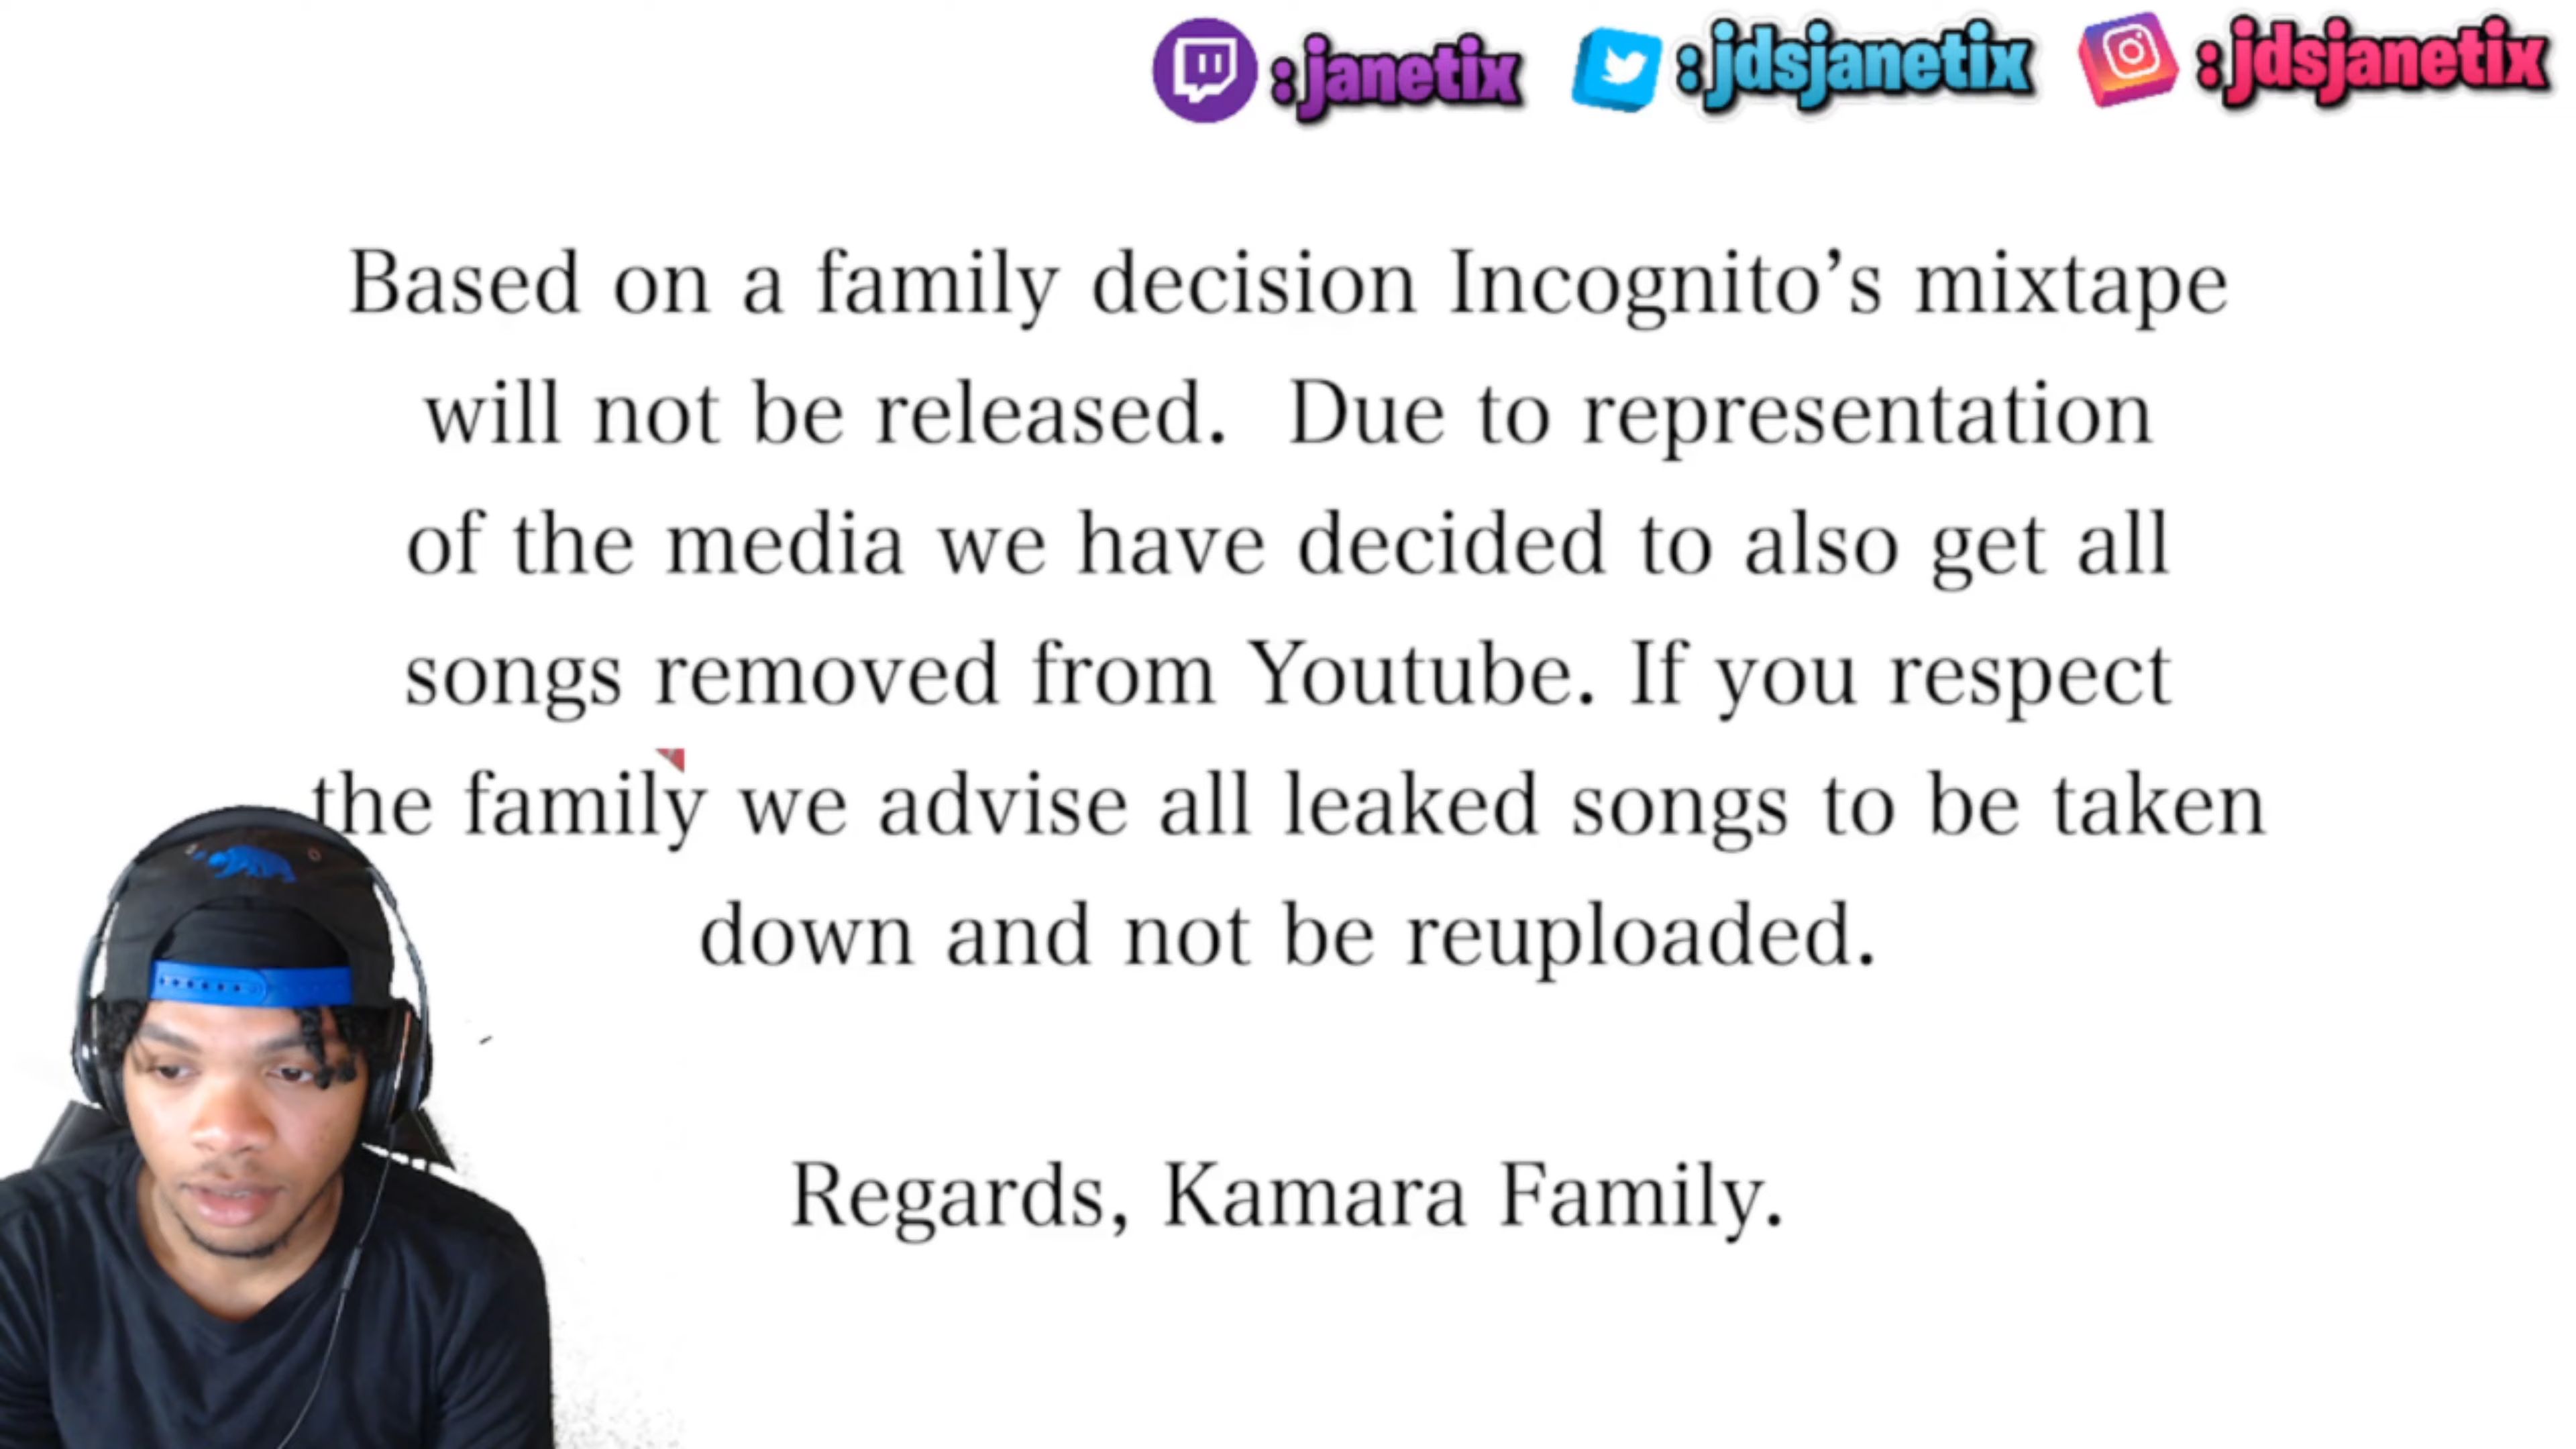 :janetix :jdsjanetix :jdsjanetix
Based on a family decision Incognito’s mixtape
will not be released.  Due to representation
of the media we have decided to also get all
songs removed from Youtube. If you respect
the family we advise all leaked songs to be taken
down and not be reuploaded.
Regards, Kamara Family.